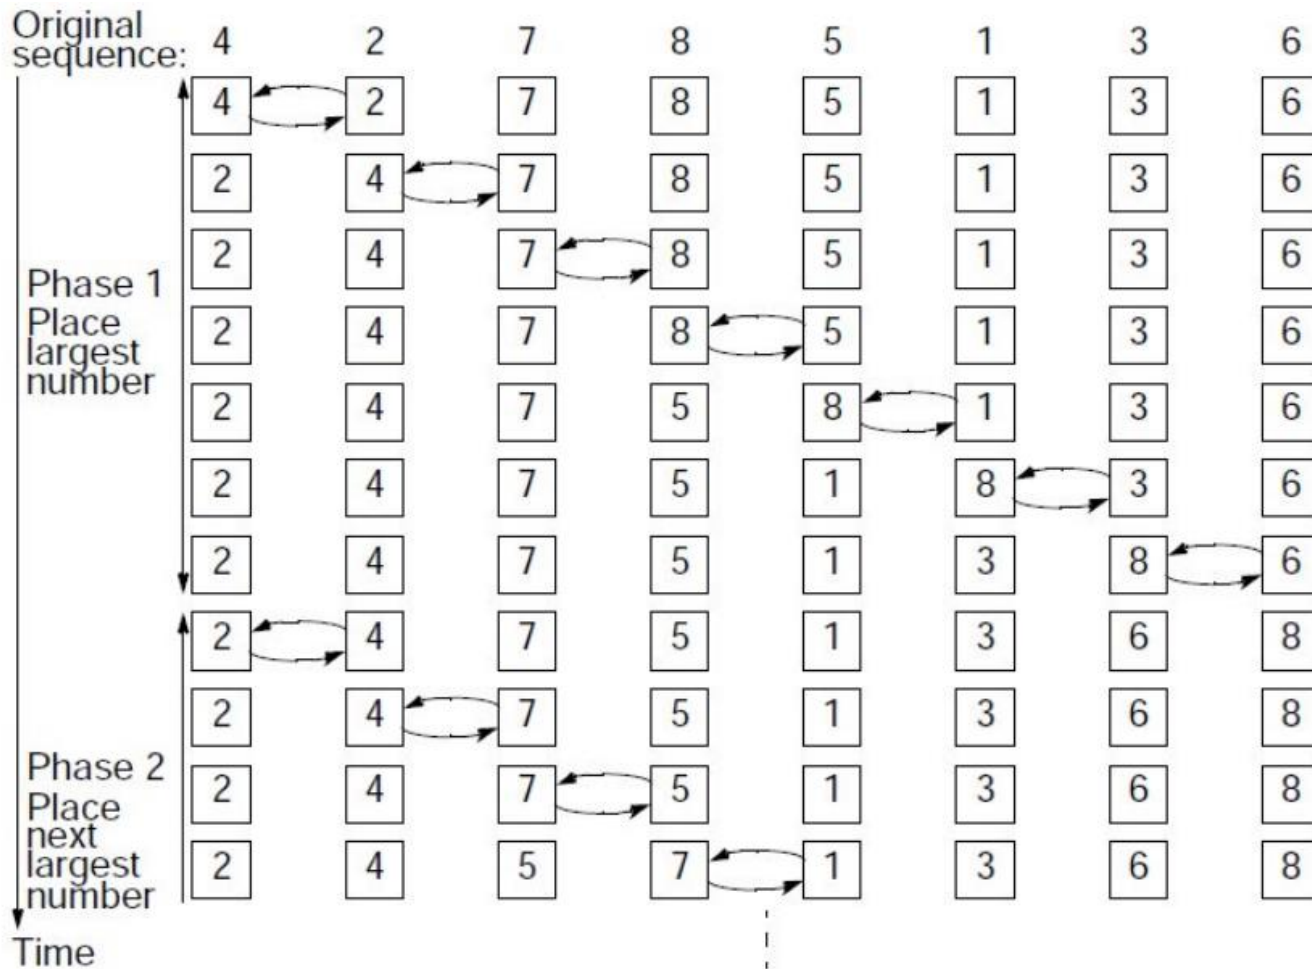 Original
sequence: 4 2 7 8 5 1 3 6
4 2 7 8 5 1 3 6
2 4 7 8 5 1 3 6
2 4 7 8 5 1 3 6
Phase 1
Place
largest
number
2 4 7 8 5 1 3 6
2 4 7 5 8 1 3 6
2 4 7 5 1 8 3 6
2 4 7 5 1 3 8 6
2 4 7 5 1 3 6 8
2 4 7 5 1 3 6 8
Phase 2
Place
next
largest
number
2 4 7 5 1 3 6 8
2 4 5 7 1 3 6 8
Time